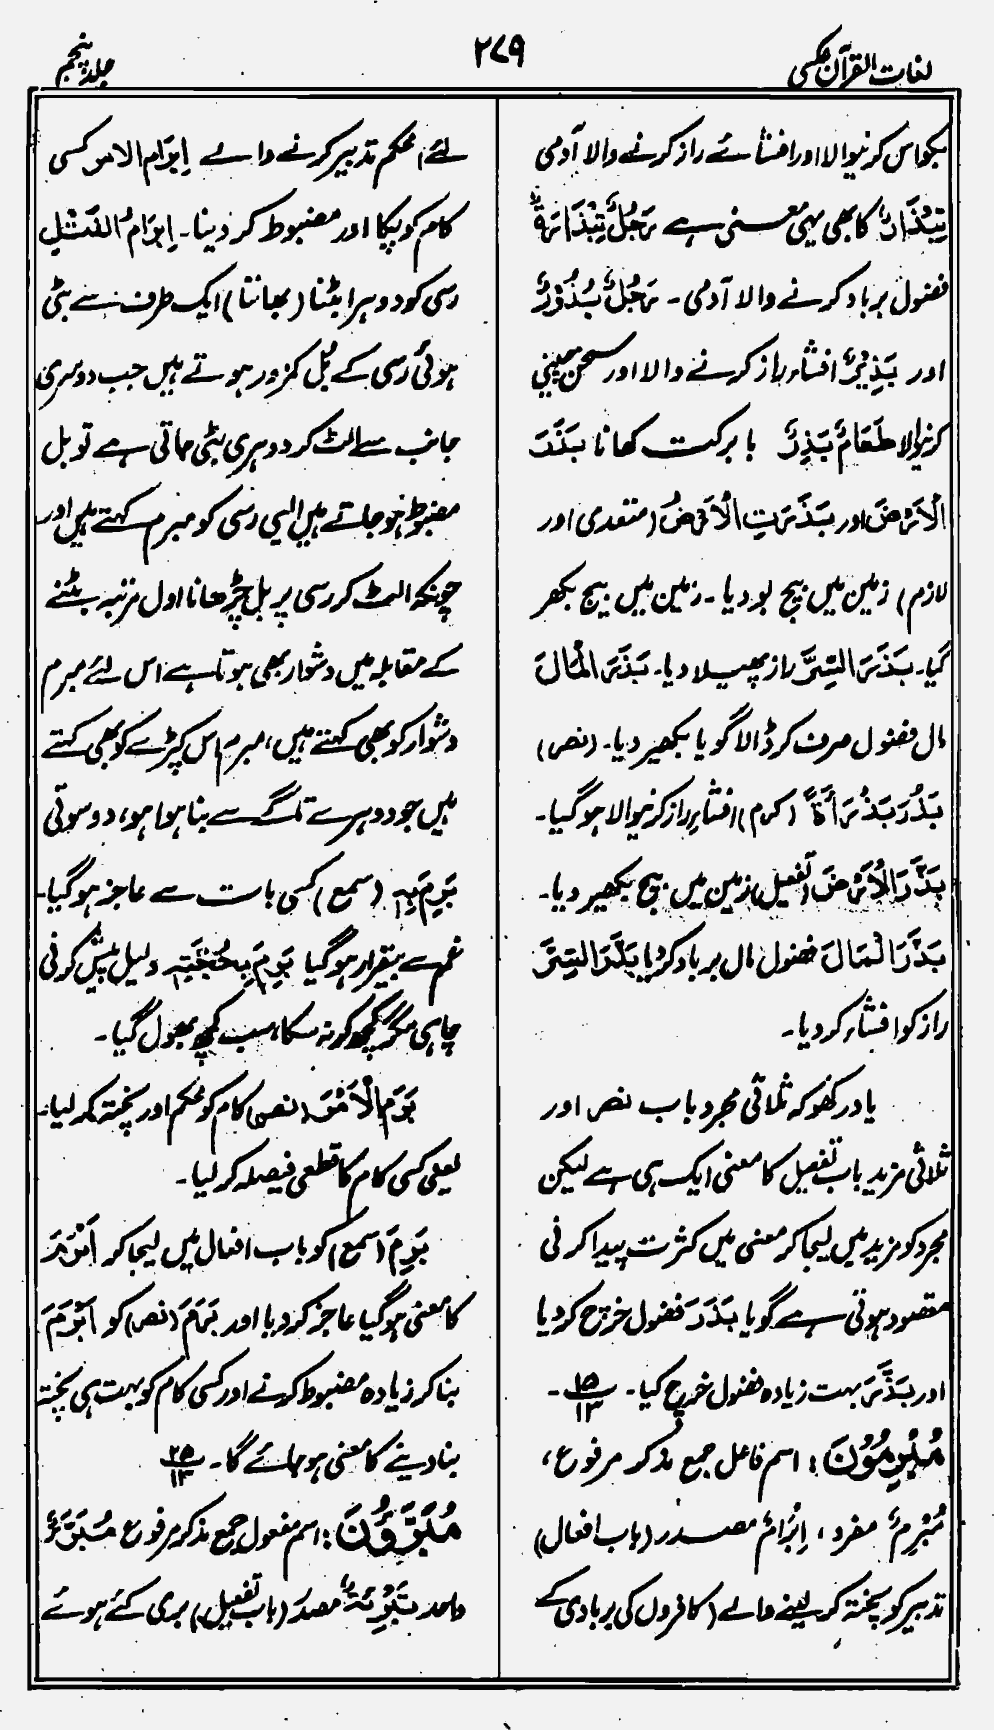 لغات القرآن عکسی
۲۷۹
جلد پنجم
بکواس کرنیوالا اور افشائے راز کرنے والا آدمی
تِبْذَارٌ کا بھی یہی معنی ہے رَجُلٌ تِبْذَارَۃٌ
فضول برباد کرنے والا آدمی۔ رَجُلٌ بُذُوْرٌ
اور بَذِیْرٌ افشاء راز کرنے والا اور سخن چینی
کرنیوالا طَعَامٌ بَذِرٌ بابرکت کھانا بَذَرَ
الْاَرْضَ اور بَذَرَتِ الْاَرْضُ (متعدی اور
لازم) زمین میں بیج بو دیا۔ زمین میں بیج بکھر
گیا۔ بَذَرَ السِّرَّ راز پھیلا دیا۔ بَذَرَ الْمَالَ
مال فضول صرف کر ڈالا گویا بکھیر دیا۔ (نصر)
بَذُرَ بَذُرَ اَۃً (کرم) افشاءِ راز کرنیوالا ہو گیا۔
بَذَّرَ الْاَرْضَ (تفعیل) زمین میں بیج بکھیر دیا۔
بَذَّرَ الْمَالَ فضول مال برباد کر دیا بَذَّرَ السِّرَّ
راز کو افشاء کر دیا۔
یاد رکھو کہ ثلاثی مجرد باب نصر اور
ثلاثی مزید باب تفعیل کا معنی ایک ہی ہے لیکن
مجرد کو مزید میں لیجا کر معنی میں کثرت پیدا کرنی
مقصود ہوتی ہے گویا بَذَرَ فضول خرچ کر دیا
اور بَذَّرَ بہت زیادہ فضول خرچ کیا۔ ۱۵/۱۳۔
مُبْرِمُوْنَ: اسم فاعل جمع مذکر مرفوع،
مُبْرِمٌ مفرد، اِبْرَامٌ مصدر (باب افعال)
تدبیر کو پختہ کر لینے والے (کافروں کی بربادی کے
لئے) محکم تدبیر کرنے والے اِبْرَام الامر کسی
کام کو پکا اور مضبوط کر دینا۔ اِبْرَامُ الْفَتْلِ
رسی کو دوہرا بٹنا (بھانتا) ایک طرف سے بٹی
ہوئی رسی کے بَل کمزور ہوتے ہیں جب دوسری
جانب سے الٹ کر دوہری بٹی جاتی ہے تو بل
مضبوط ہو جاتے ہیں ایسی رسی کو مبرم کہتے ہیں اور
چونکہ الٹ کر رسی پر بل چڑھانا اول مرتبہ بٹنے
کے مقابلہ میں دشوار بھی ہوتا ہے اس لئے مبرم
دشوار کو بھی کہتے ہیں، مبرم اس کپڑے کو بھی کہتے
ہیں جو دوہرے تاگے سے بنا ہوا ہو، دوسوتی
بَرِمَ بِہٖ (سمع) کسی بات سے عاجز ہو گیا۔
غم سے بیقرار ہو گیا بَرِمَ بِحُجَّتِہٖ دلیل پیش کرنی
چاہی مگر کچھ کر نہ سکا، سب کچھ بھول گیا۔
بَرَمَ الْاَمْرَ (نصر) کام کو محکم اور پختہ کر لیا۔
یعنی کسی کام کا قطعی فیصلہ کر لیا۔
بَرِمَ (سمع) کو باب افعال میں لیجا کر اَبْرَمَ
کا معنی ہو گیا عاجز کر دیا اور بَرَمَ (نصر) کو اَبْرَمَ
بنا کر زیادہ مضبوط کرنے اور کسی کام کو بہت ہی پختہ
بنا دینے کا معنی ہو جائے گا۔ ۲۵/۱۳
مُبَرَّءُوْنَ: اسم مفعول جمع مذکر مرفوع مُبَرَّءٌ
واحد تَبْرِئَۃٌ مصدر (باب تفعیل) بری کئے ہوئے